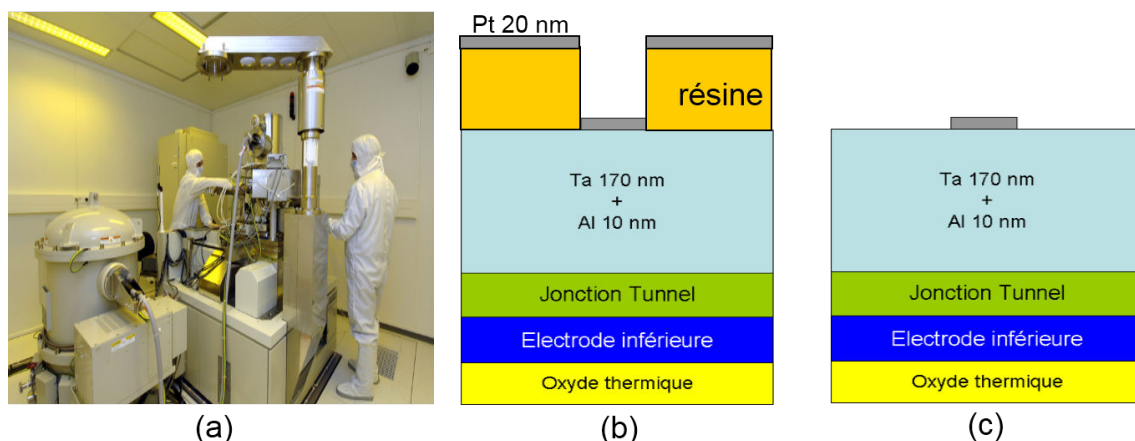 Pt 20 nm
résine
Ta 170 nm
+
Al 10 nm
Jonction Tunnel
Electrode inférieure
Oxyde thermique
Ta 170 nm
+
Al 10 nm
Jonction Tunnel
Electrode inférieure
Oxyde thermique
(a)
(b)
(c)